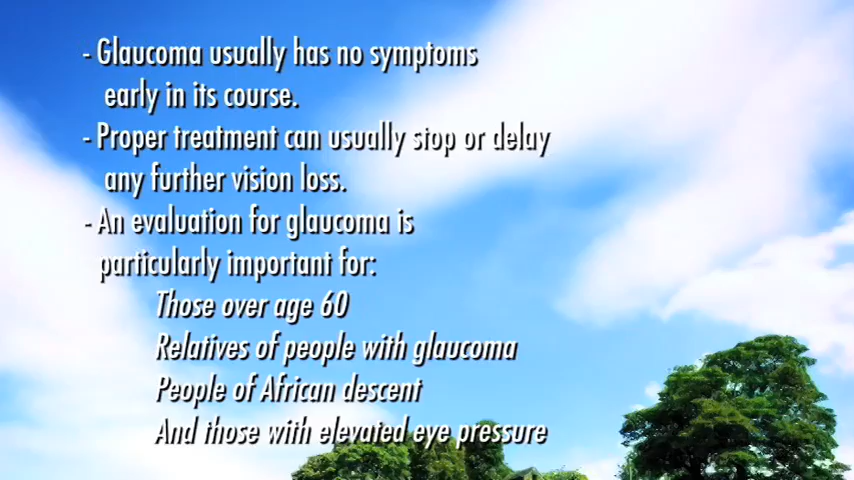 - Glaucoma usually has no symptoms
early in its course.
- Proper treatment can usually stop or delay
any further vision loss.
- An evaluation for glaucoma is
particularly important for:
Those over age 60
Relatives of people with glaucoma
People of African descent
And those with elevated eye pressure